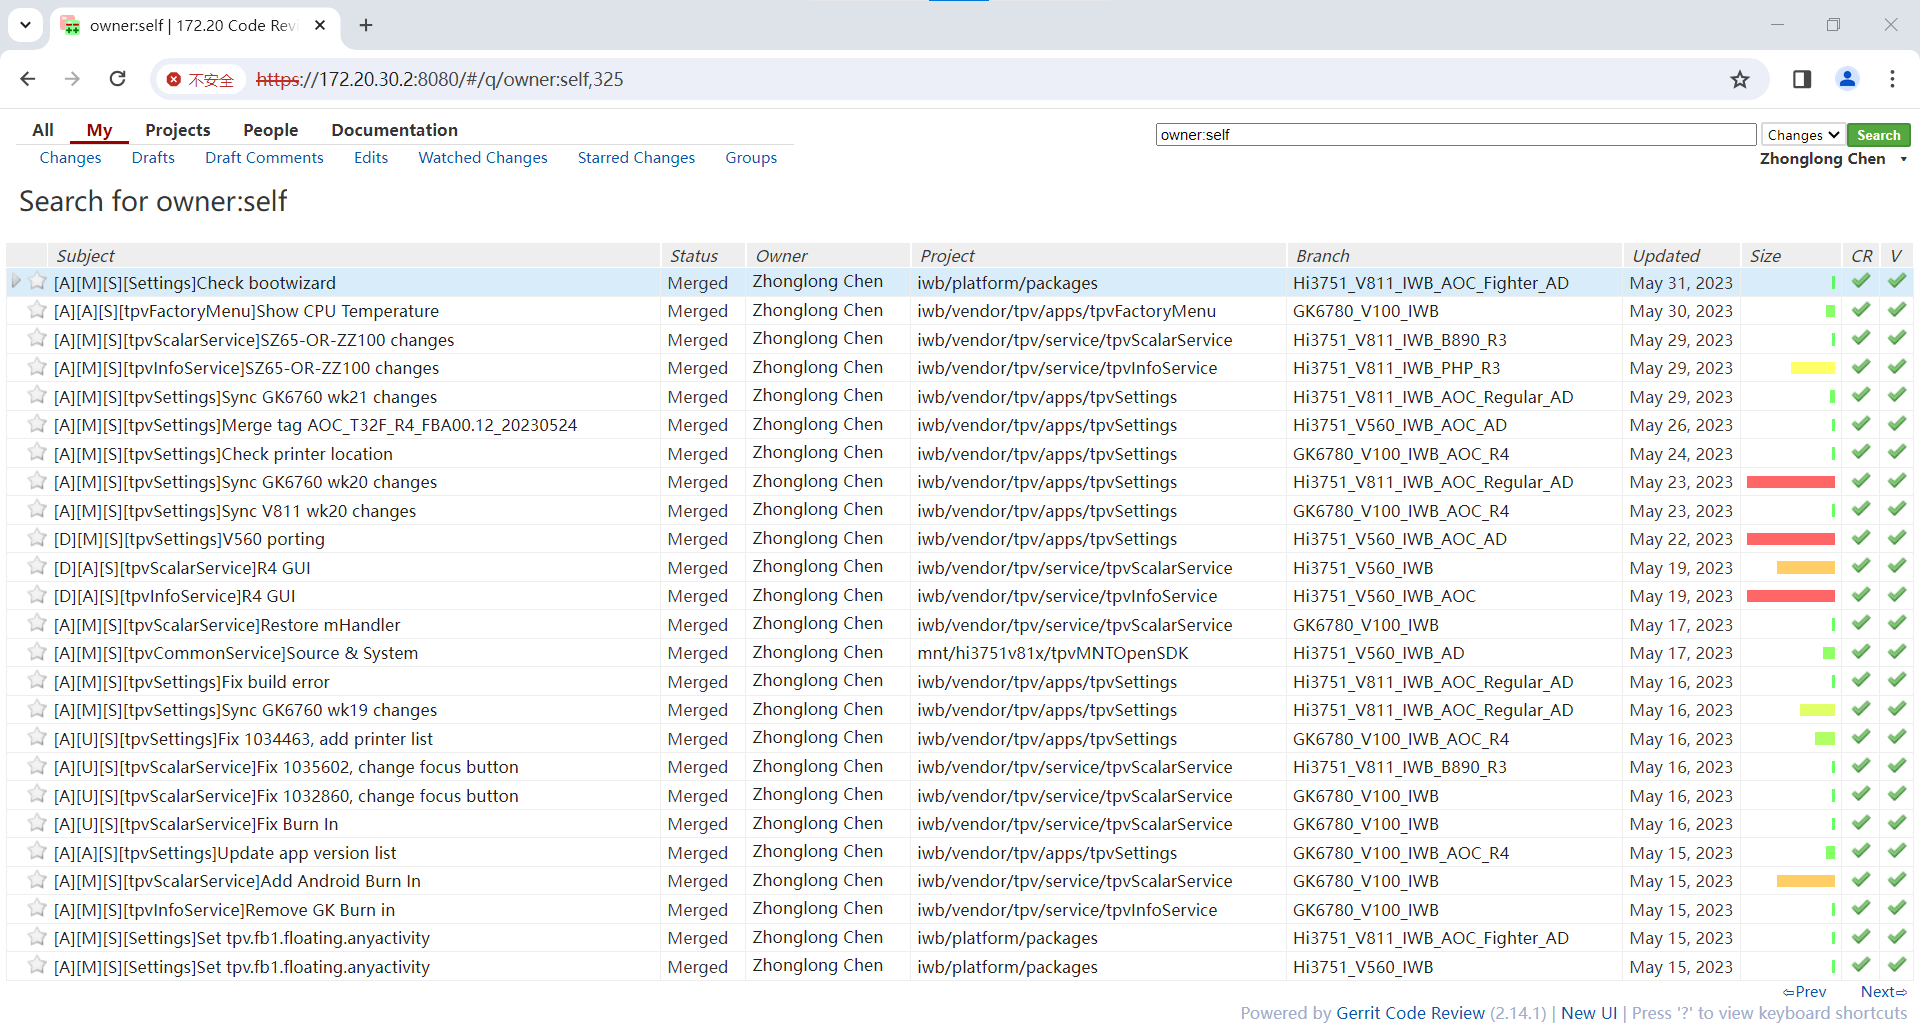 owner:self | 172.20 Code Rev
不安全 https://172.20.30.2:8080/#/q/owner:self,325
All My Projects People Documentation
owner:self Changes Search
Changes Drafts Draft Comments Edits Watched Changes Starred Changes Groups
Zhonglong Chen
Search for owner:self
Subject Status Owner Project Branch Updated Size CR V
[A][M][S][Settings]Check bootwizard Merged Zhonglong Chen iwb/platform/packages Hi3751_V811_IWB_AOC_Fighter_AD May 31, 2023
[A][A][S][tpvFactoryMenu]Show CPU Temperature Merged Zhonglong Chen iwb/vendor/tpv/apps/tpvFactoryMenu GK6780_V100_IWB May 30, 2023
[A][M][S][tpvScalarService]SZ65-OR-ZZ100 changes Merged Zhonglong Chen iwb/vendor/tpv/service/tpvScalarService Hi3751_V811_IWB_B890_R3 May 29, 2023
[A][M][S][tpvInfoService]SZ65-OR-ZZ100 changes Merged Zhonglong Chen iwb/vendor/tpv/service/tpvInfoService Hi3751_V811_IWB_PHP_R3 May 29, 2023
[A][M][S][tpvSettings]Sync GK6760 wk21 changes Merged Zhonglong Chen iwb/vendor/tpv/apps/tpvSettings Hi3751_V811_IWB_AOC_Regular_AD May 29, 2023
[A][M][S][tpvSettings]Merge tag AOC_T32F_R4_FBA00.12_20230524 Merged Zhonglong Chen iwb/vendor/tpv/apps/tpvSettings Hi3751_V560_IWB_AOC_AD May 26, 2023
[A][M][S][tpvSettings]Check printer location Merged Zhonglong Chen iwb/vendor/tpv/apps/tpvSettings GK6780_V100_IWB_AOC_R4 May 24, 2023
[A][M][S][tpvSettings]Sync GK6760 wk20 changes Merged Zhonglong Chen iwb/vendor/tpv/apps/tpvSettings Hi3751_V811_IWB_AOC_Regular_AD May 23, 2023
[A][M][S][tpvSettings]Sync V811 wk20 changes Merged Zhonglong Chen iwb/vendor/tpv/apps/tpvSettings GK6780_V100_IWB_AOC_R4 May 23, 2023
[D][M][S][tpvSettings]V560 porting Merged Zhonglong Chen iwb/vendor/tpv/apps/tpvSettings Hi3751_V560_IWB_AOC_AD May 22, 2023
[D][A][S][tpvScalarService]R4 GUI Merged Zhonglong Chen iwb/vendor/tpv/service/tpvScalarService Hi3751_V560_IWB May 19, 2023
[D][A][S][tpvInfoService]R4 GUI Merged Zhonglong Chen iwb/vendor/tpv/service/tpvInfoService Hi3751_V560_IWB_AOC May 19, 2023
[A][M][S][tpvScalarService]Restore mHandler Merged Zhonglong Chen iwb/vendor/tpv/service/tpvScalarService GK6780_V100_IWB May 17, 2023
[A][M][S][tpvCommonService]Source & System Merged Zhonglong Chen mnt/hi3751v81x/tpvMNTOpenSDK Hi3751_V560_IWB_AD May 17, 2023
[A][M][S][tpvSettings]Fix build error Merged Zhonglong Chen iwb/vendor/tpv/apps/tpvSettings Hi3751_V811_IWB_AOC_Regular_AD May 16, 2023
[A][M][S][tpvSettings]Sync GK6760 wk19 changes Merged Zhonglong Chen iwb/vendor/tpv/apps/tpvSettings Hi3751_V811_IWB_AOC_Regular_AD May 16, 2023
[A][U][S][tpvSettings]Fix 1034463, add printer list Merged Zhonglong Chen iwb/vendor/tpv/apps/tpvSettings GK6780_V100_IWB_AOC_R4 May 16, 2023
[A][U][S][tpvScalarService]Fix 1035602, change focus button Merged Zhonglong Chen iwb/vendor/tpv/service/tpvScalarService Hi3751_V811_IWB_B890_R3 May 16, 2023
[A][U][S][tpvScalarService]Fix 1032860, change focus button Merged Zhonglong Chen iwb/vendor/tpv/service/tpvScalarService GK6780_V100_IWB May 16, 2023
[A][U][S][tpvScalarService]Fix Burn In Merged Zhonglong Chen iwb/vendor/tpv/service/tpvScalarService GK6780_V100_IWB May 16, 2023
[A][A][S][tpvSettings]Update app version list Merged Zhonglong Chen iwb/vendor/tpv/apps/tpvSettings GK6780_V100_IWB_AOC_R4 May 15, 2023
[A][M][S][tpvScalarService]Add Android Burn In Merged Zhonglong Chen iwb/vendor/tpv/service/tpvScalarService GK6780_V100_IWB May 15, 2023
[A][M][S][tpvInfoService]Remove GK Burn in Merged Zhonglong Chen iwb/vendor/tpv/service/tpvInfoService GK6780_V100_IWB May 15, 2023
[A][M][S][Settings]Set tpv.fb1.floating.anyactivity Merged Zhonglong Chen iwb/platform/packages Hi3751_V811_IWB_AOC_Fighter_AD May 15, 2023
[A][M][S][Settings]Set tpv.fb1.floating.anyactivity Merged Zhonglong Chen iwb/platform/packages Hi3751_V560_IWB May 15, 2023
⇦Prev Next⇨
Powered by Gerrit Code Review (2.14.1) | New UI | Press '?' to view keyboard shortcuts